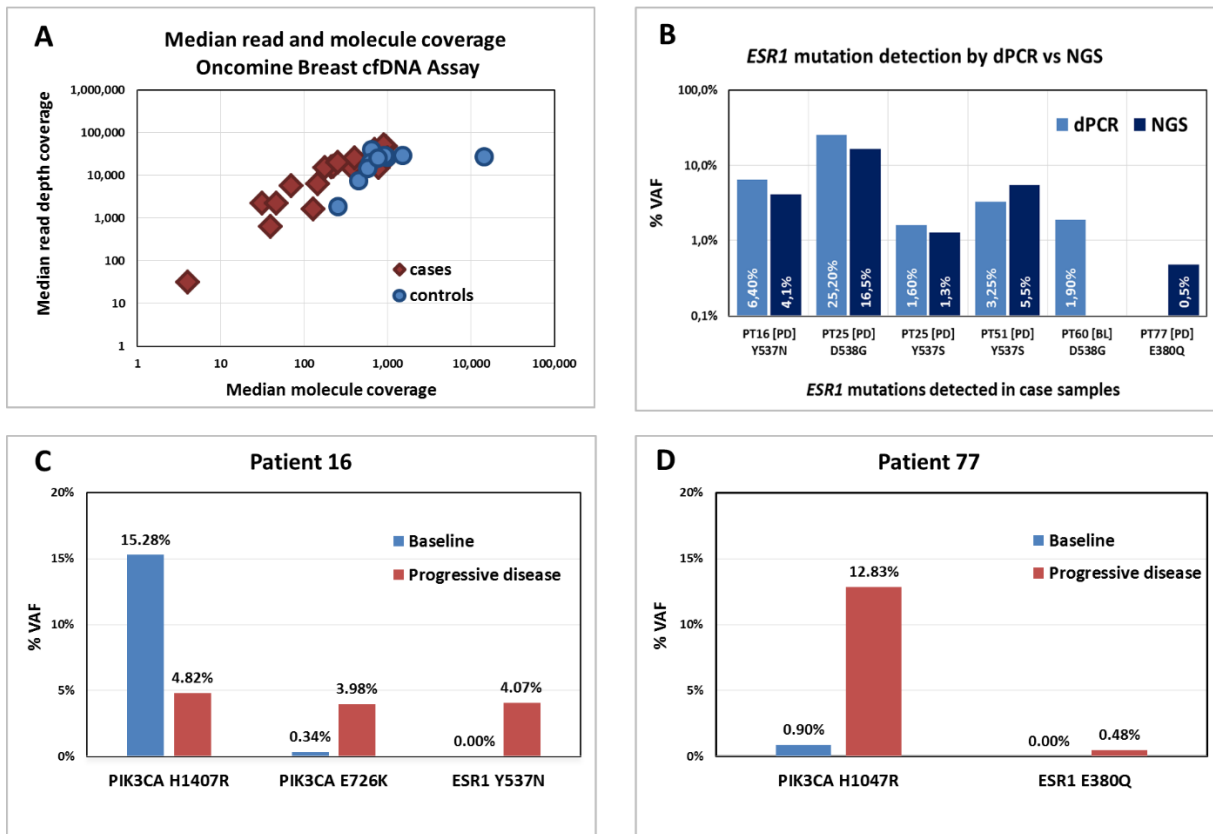 A
Median read and molecule coverage
Oncomine Breast cfDNA Assay
Median read depth coverage
1,000,000
100,000
10,000
1,000
100
10
1
cases
controls
1 10 100 1,000 10,000 100,000
Median molecule coverage
B
ESR1 mutation detection by dPCR vs NGS
% VAF
100,0%
10,0%
1,0%
0,1%
dPCR NGS
6,40% 4,1% 25,20% 16,5% 1,60% 1,3% 3,25% 5,5% 1,90% 0,5%
PT16 [PD] PT25 [PD] PT25 [PD] PT51 [PD] PT60 [BL] PT77 [PD]
Y537N D538G Y537S Y537S D538G E380Q
ESR1 mutations detected in case samples
C
Patient 16
% VAF
20%
15%
10%
5%
0%
Baseline
Progressive disease
15.28% 4.82% 0.34% 3.98% 0.00% 4.07%
PIK3CA H1407R PIK3CA E726K ESR1 Y537N
D
Patient 77
% VAF
20%
15%
10%
5%
0%
Baseline
Progressive disease
0.90% 12.83% 0.00% 0.48%
PIK3CA H1047R ESR1 E380Q